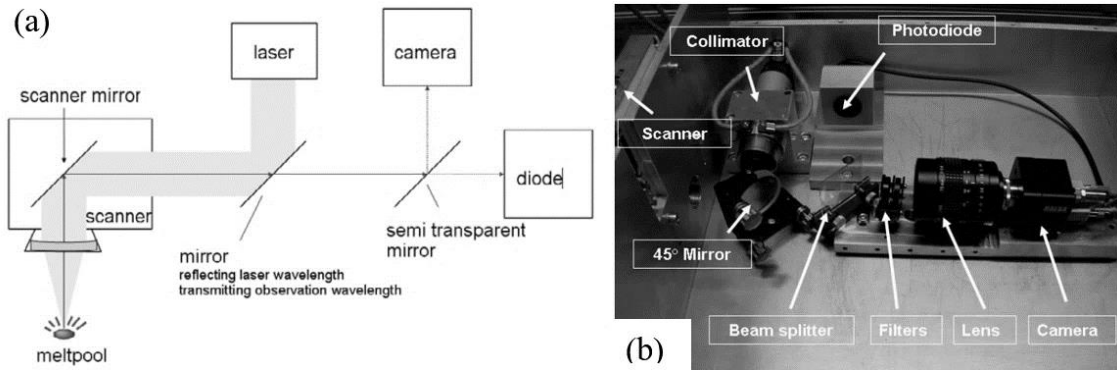 (a)
laser
camera
scanner mirror
diode
scanner
semi transparent
mirror
mirror
reflecting laser wavelength
transmitting observation wavelength
meltpool
Collimator
Photodiode
Scanner
45° Mirror
Beam splitter
Filters
Lens
Camera
(b)